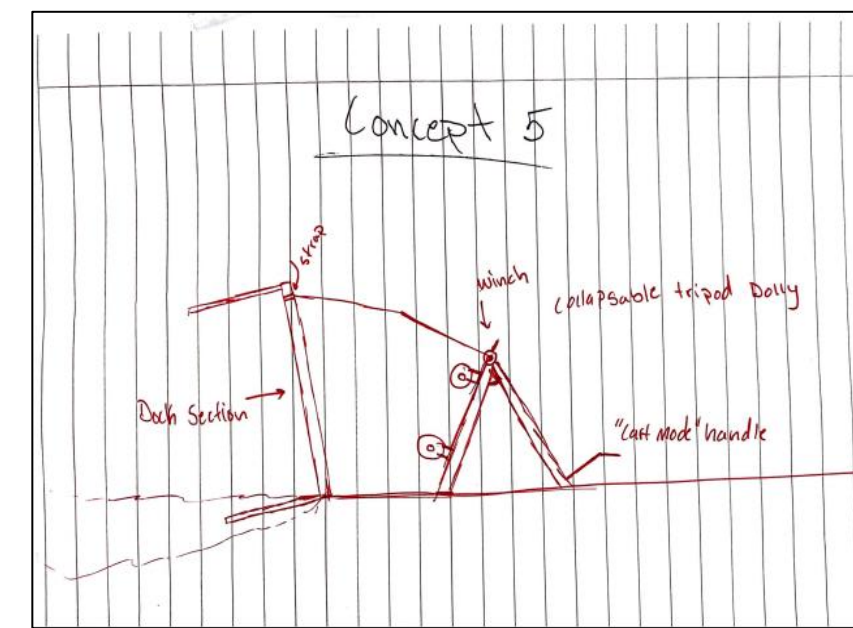 Concept 5
strap
winch
collapsable tripod Dolly
Dock Section
"Cart Mode" handle